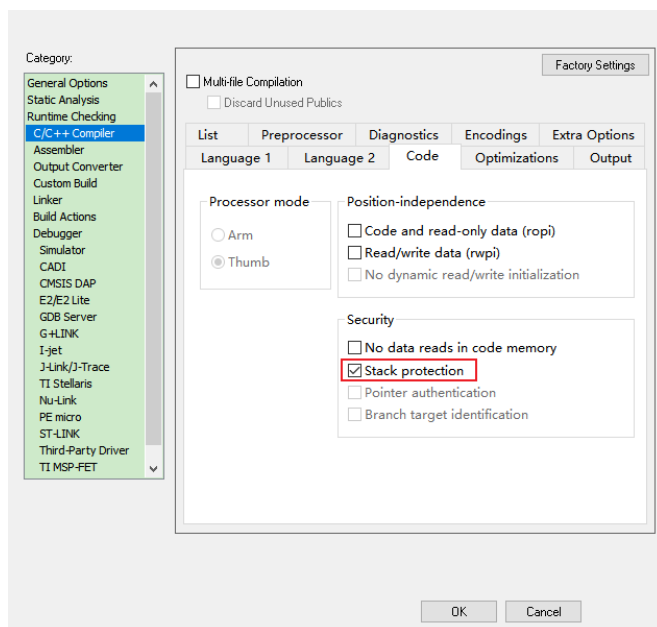 Category:
General Options
Static Analysis
Runtime Checking
C/C++ Compiler
Assembler
Output Converter
Custom Build
Linker
Build Actions
Debugger
Simulator
CADI
CMSIS DAP
E2/E2 Lite
GDB Server
G+LINK
I-jet
J-Link/J-Trace
TI Stellaris
Nu-Link
PE micro
ST-LINK
Third-Party Driver
TI MSP-FET
Factory Settings
Multi-file Compilation
Discard Unused Publics
List Preprocessor Diagnostics Encodings Extra Options
Language 1 Language 2 Code Optimizations Output
Processor mode
Arm
Thumb
Position-independence
Code and read-only data (ropi)
Read/write data (rwpi)
No dynamic read/write initialization
Security
No data reads in code memory
Stack protection
Pointer authentication
Branch target identification
OK Cancel